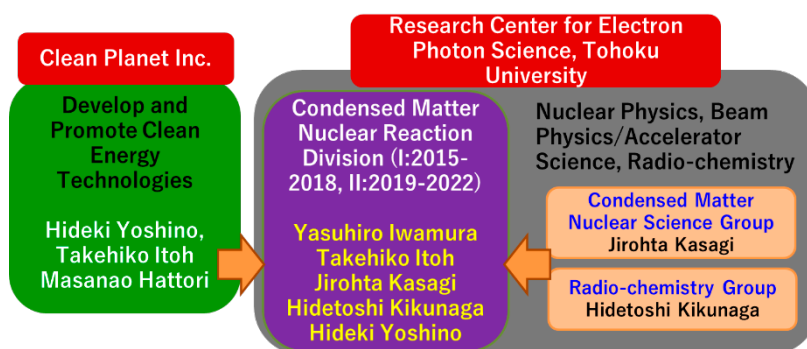 Clean Planet Inc.
Develop and
Promote Clean
Energy
Technologies
Hideki Yoshino,
Takehiko Itoh
Masanao Hattori
Research Center for Electron
Photon Science, Tohoku
University
Condensed Matter
Nuclear Reaction
Division (I:2015-
2018, II:2019-2022)
Yasuhiro Iwamura
Takehiko Itoh
Jirohta Kasagi
Hidetoshi Kikunaga
Hideki Yoshino
Nuclear Physics, Beam
Physics/Accelerator
Science, Radio-chemistry
Condensed Matter
Nuclear Science Group
Jirohta Kasagi
Radio-chemistry Group
Hidetoshi Kikunaga